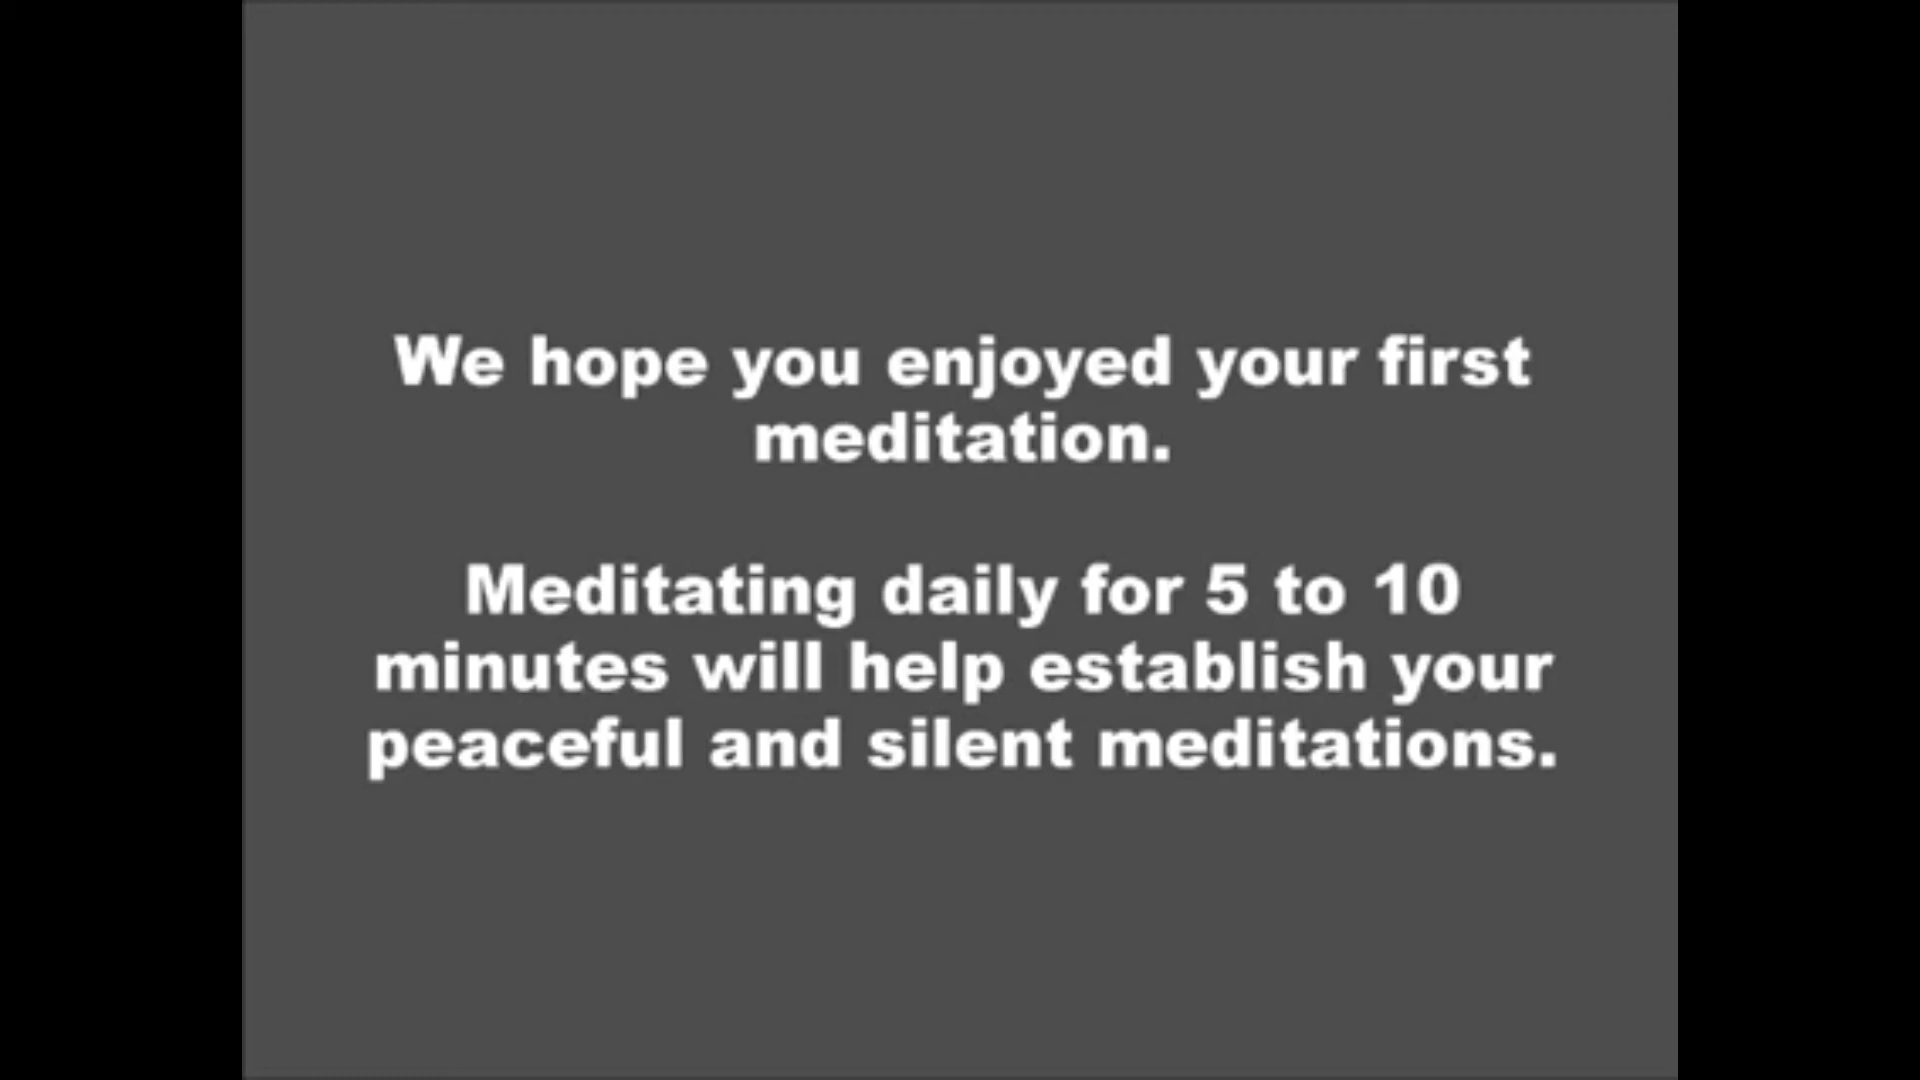 We hope you enjoyed your first
meditation.
Meditating daily for 5 to 10
minutes will help establish your
peaceful and silent meditations.